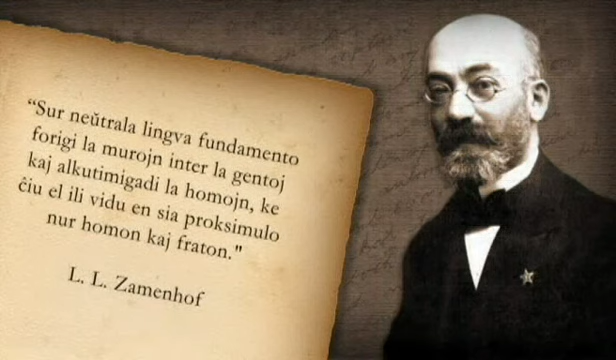 “Sur neŭtrala lingva fundamento
forigi la murojn inter la gentoj
kaj alkutimigadi la homojn, ke
ĉiu el ili vidu en sia proksimulo
nur homon kaj fraton."
L. L. Zamenhof